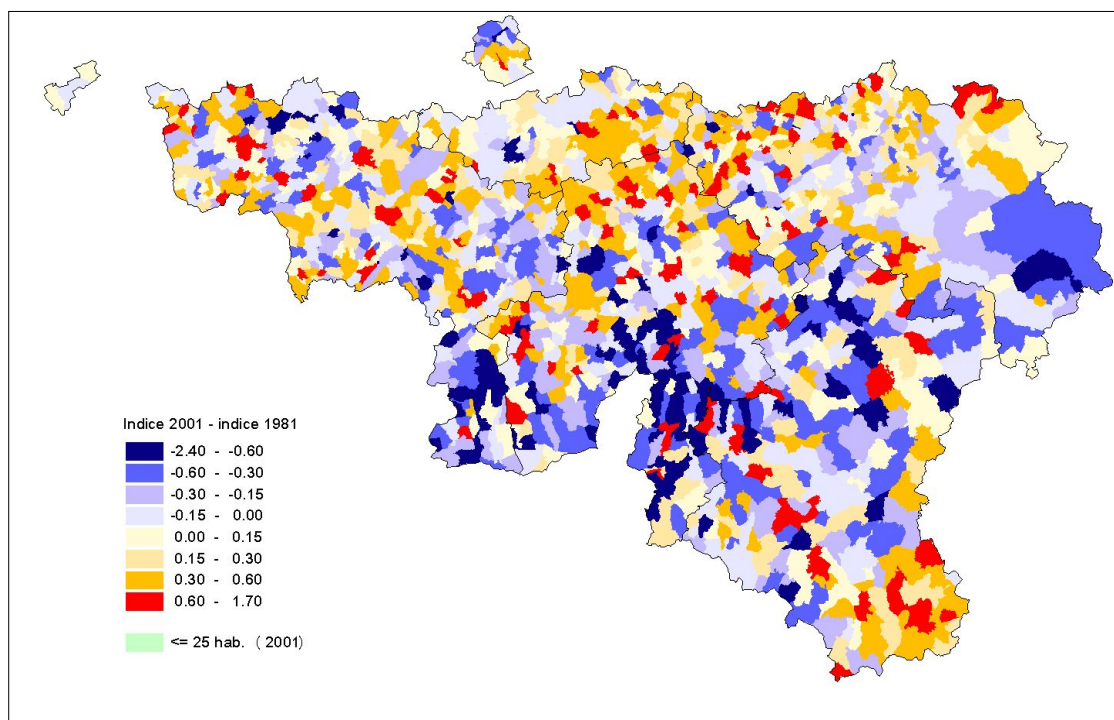 Indice 2001 - indice 1981
-2.40 - -0.60
-0.60 - -0.30
-0.30 - -0.15
-0.15 - 0.00
0.00 - 0.15
0.15 - 0.30
0.30 - 0.60
0.60 - 1.70
<= 25 hab. ( 2001)